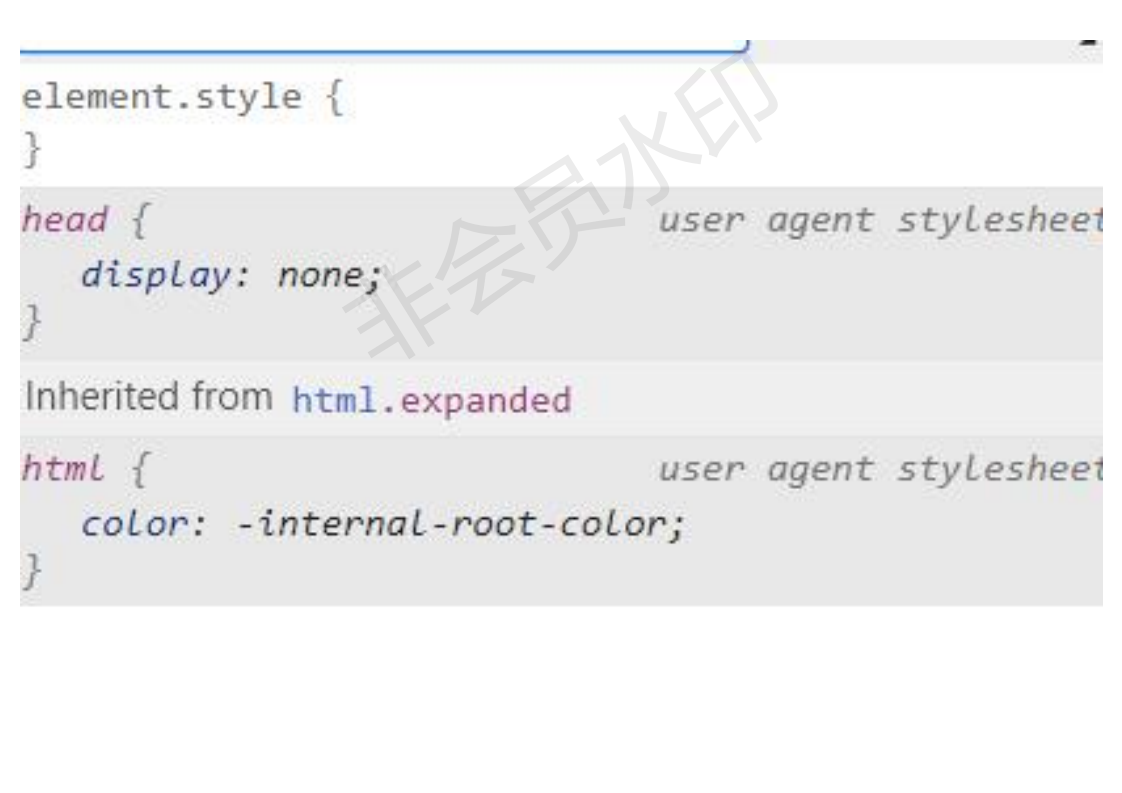 element.style {
}
head {
user agent stylesheet
display: none;
}
Inherited from html.expanded
html {
user agent stylesheet
color: -internal-root-color;
}
非会员水印